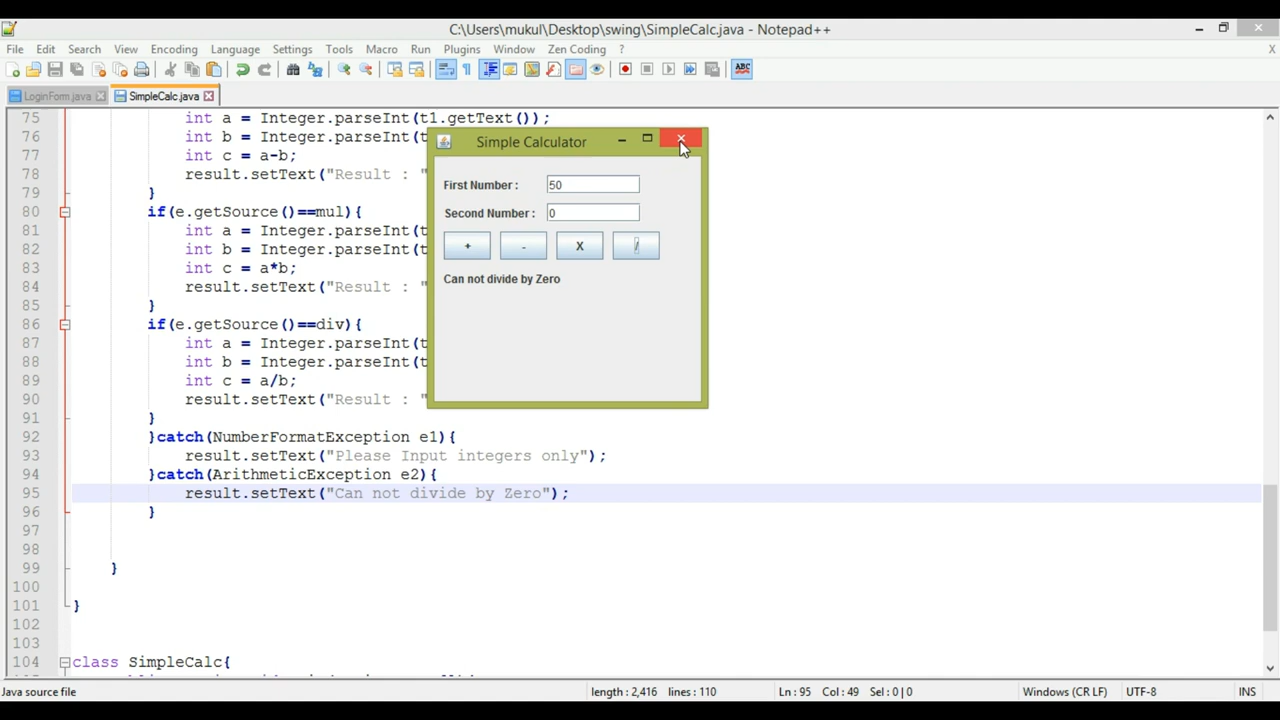 C:\Users\mukul\Desktop\swing\SimpleCalc.java - Notepad++
File Edit Search View Encoding Language Settings Tools Macro Run Plugins Window Zen Coding ? X
ABC
LoginForm.java SimpleCalc.java
75 int a = Integer.parseInt(t1.getText());
76 int b = Integer.parseInt(t
77 int c = a-b;
78 result.setText("Result : "
79 }
80 if(e.getSource()==mul){
81 int a = Integer.parseInt(t
82 int b = Integer.parseInt(t
83 int c = a*b;
84 result.setText("Result : "
85 }
86 if(e.getSource()==div){
87 int a = Integer.parseInt(t
88 int b = Integer.parseInt(t
89 int c = a/b;
90 result.setText("Result : "
91 }
92 }catch(NumberFormatException e1){
93 result.setText("Please Input integers only");
94 }catch(ArithmeticException e2){
95 result.setText("Can not divide by Zero");
96 }
97
98
99 }
100
101 }
102
103
104 class SimpleCalc{
Simple Calculator
First Number : 50
Second Number : 0
+ - X /
Can not divide by Zero
Java source file length : 2,416 lines : 110 Ln : 95 Col : 49 Sel : 0 | 0 Windows (CR LF) UTF-8 INS